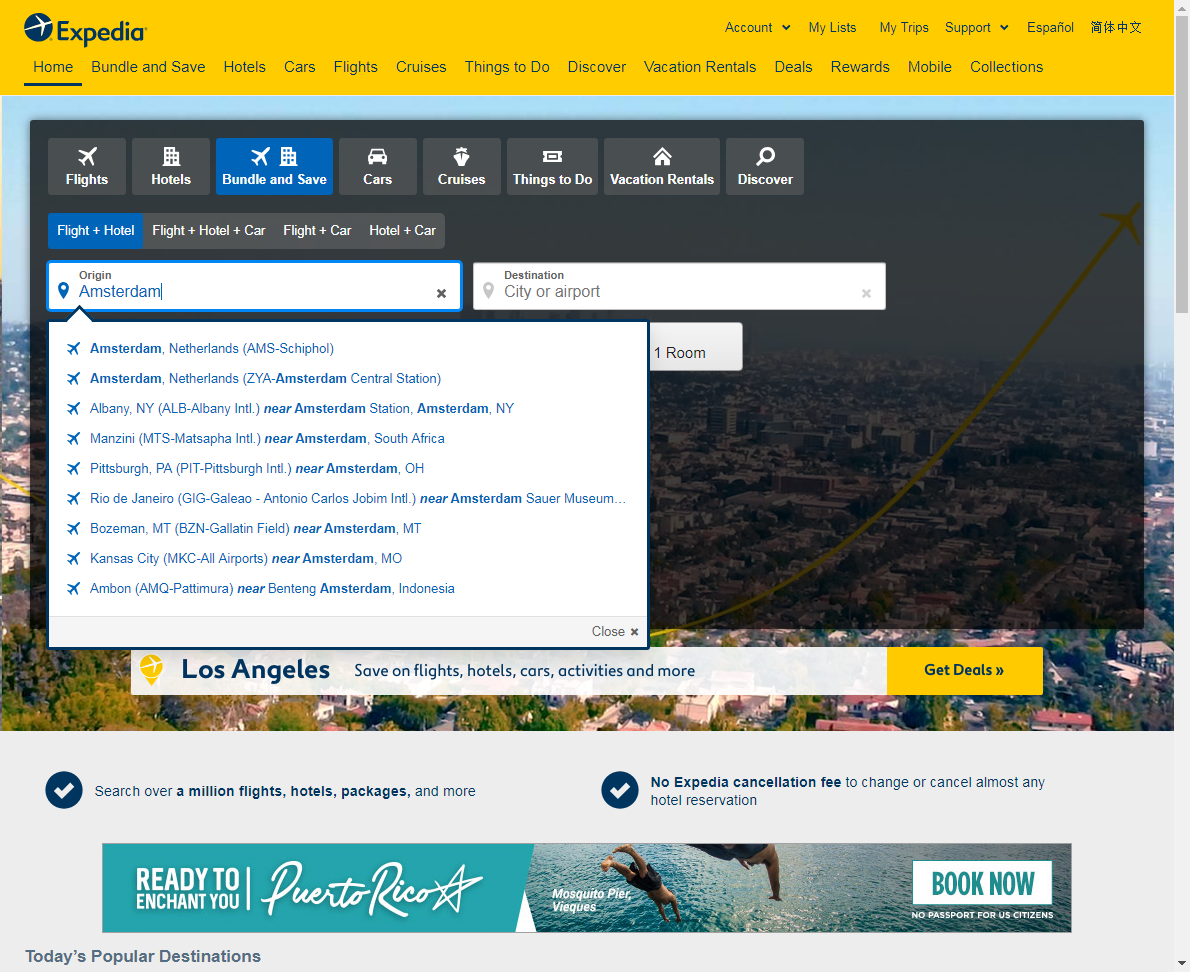 Expedia
Account My Lists My Trips Support Español 简体中文
Home Bundle and Save Hotels Cars Flights Cruises Things to Do Discover Vacation Rentals Deals Rewards Mobile Collections
Flights Hotels Bundle and Save Cars Cruises Things to Do Vacation Rentals Discover
Flight + Hotel Flight + Hotel + Car Flight + Car Hotel + Car
Origin
Amsterdam
Destination
City or airport
1 Room
Amsterdam, Netherlands (AMS-Schiphol)
Amsterdam, Netherlands (ZYA-Amsterdam Central Station)
Albany, NY (ALB-Albany Intl.) near Amsterdam Station, Amsterdam, NY
Manzini (MTS-Matsapha Intl.) near Amsterdam, South Africa
Pittsburgh, PA (PIT-Pittsburgh Intl.) near Amsterdam, OH
Rio de Janeiro (GIG-Galeao - Antonio Carlos Jobim Intl.) near Amsterdam Sauer Museum...
Bozeman, MT (BZN-Gallatin Field) near Amsterdam, MT
Kansas City (MKC-All Airports) near Amsterdam, MO
Ambon (AMQ-Pattimura) near Benteng Amsterdam, Indonesia
Close
Los Angeles Save on flights, hotels, cars, activities and more Get Deals »
Search over a million flights, hotels, packages, and more
No Expedia cancellation fee to change or cancel almost any
hotel reservation
READY TO
ENCHANT YOU
Puerto Rico
Mosquito Pier,
Vieques
BOOK NOW
NO PASSPORT FOR US CITIZENS
Today's Popular Destinations